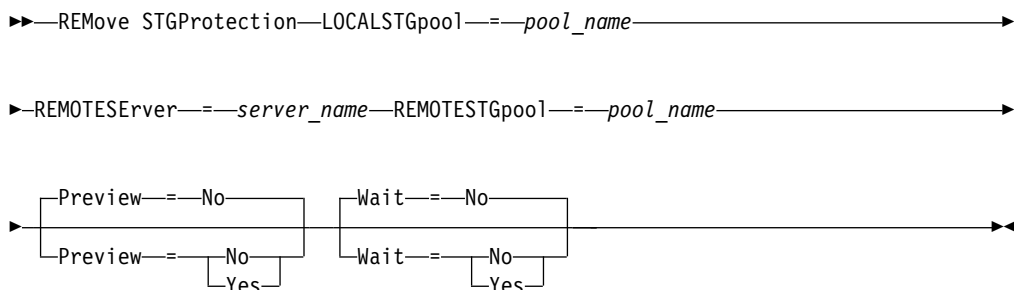 REMove STGProtection LOCALSTGpool = pool_name
REMOTESErver = server_name REMOTESTGpool = pool_name
Preview = No Wait = No
Preview = No Wait = No
Yes Yes